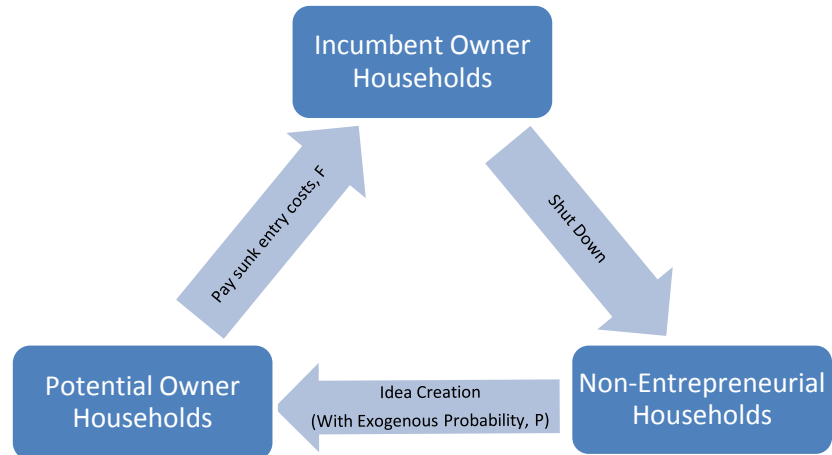 Incumbent Owner
Households
Pay sunk entry costs, F
Shut Down
Potential Owner
Households
Idea Creation
(With Exogenous Probability, P)
Non-Entrepreneurial
Households